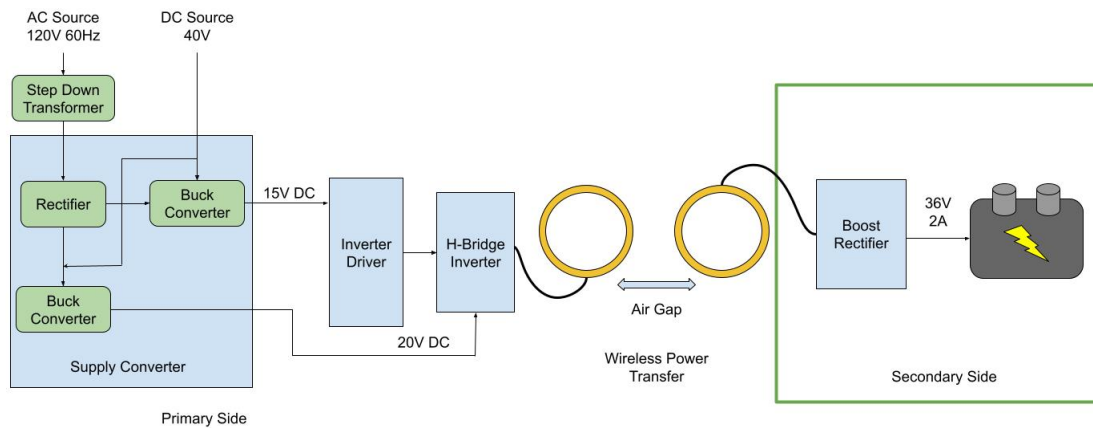 AC Source
120V 60Hz
DC Source
40V
Step Down
Transformer
Rectifier
Buck
Converter
15V DC
Inverter
Driver
H-Bridge
Inverter
Boost
Rectifier
36V
2A
Buck
Converter
Air Gap
20V DC
Supply Converter
Wireless Power
Transfer
Secondary Side
Primary Side